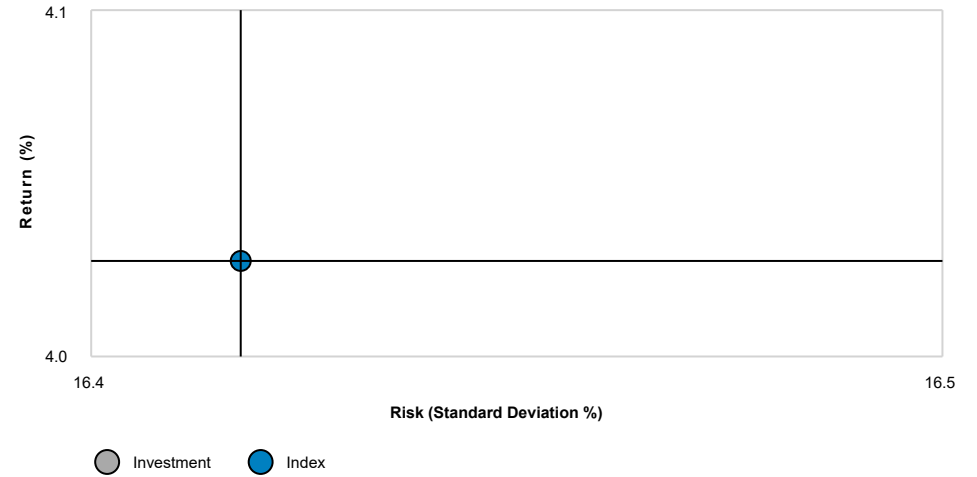 4.1
Return (%)
4.0
16.4
16.5
Risk (Standard Deviation %)
Investment
Index